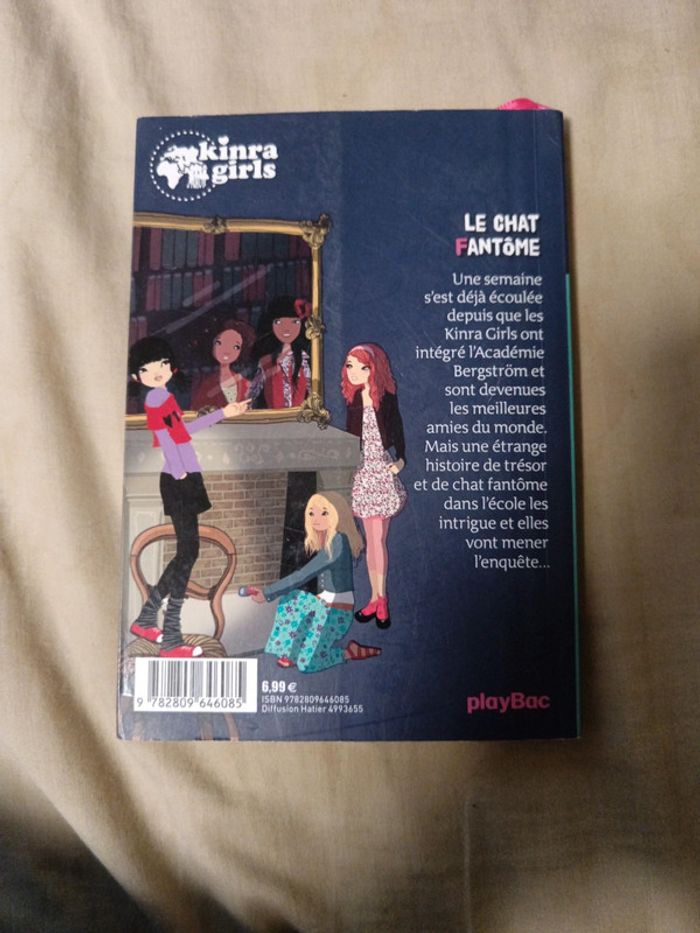 kinra
girls
LE CHAT
FANTÔME
Une semaine
s'est déjà écoulée
depuis que les
Kinra Girls ont
intégré l'Académie
Bergström et
sont devenues
les meilleures
amies du monde.
Mais une étrange
histoire de trésor
et de chat fantôme
dans l'école les
intrigue et elles
vont mener
l'enquête...
6,99 €
ISBN 9782809646085
Diffusion Hatier 4993655
9 782809 646085
playBac